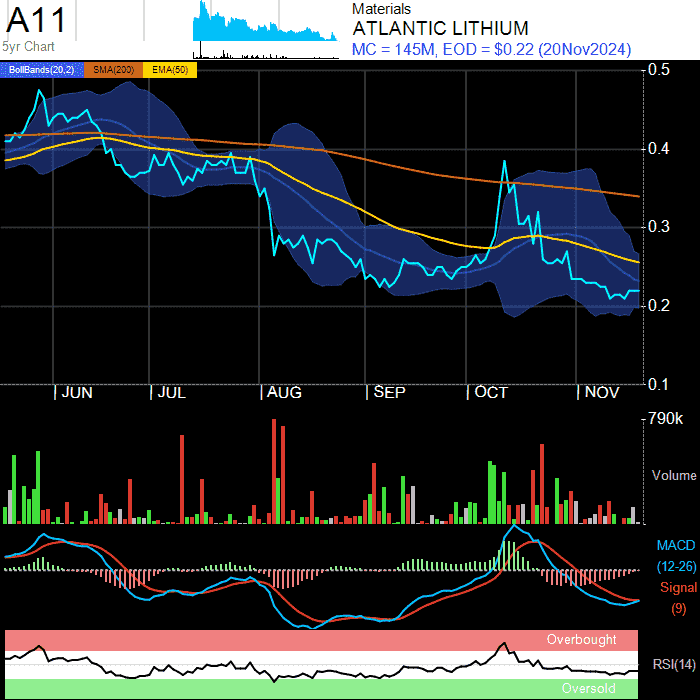 A11
5yr Chart
Materials
ATLANTIC LITHIUM
MC = 145M, EOD = $0.22 (20Nov2024)
BollBands(20,2) SMA(200) EMA(50)
0.5
0.4
0.3
0.2
0.1
JUN JUL AUG SEP OCT NOV
790k
Volume
MACD
(12-26)
Signal
(9)
Overbought
RSI(14)
Oversold